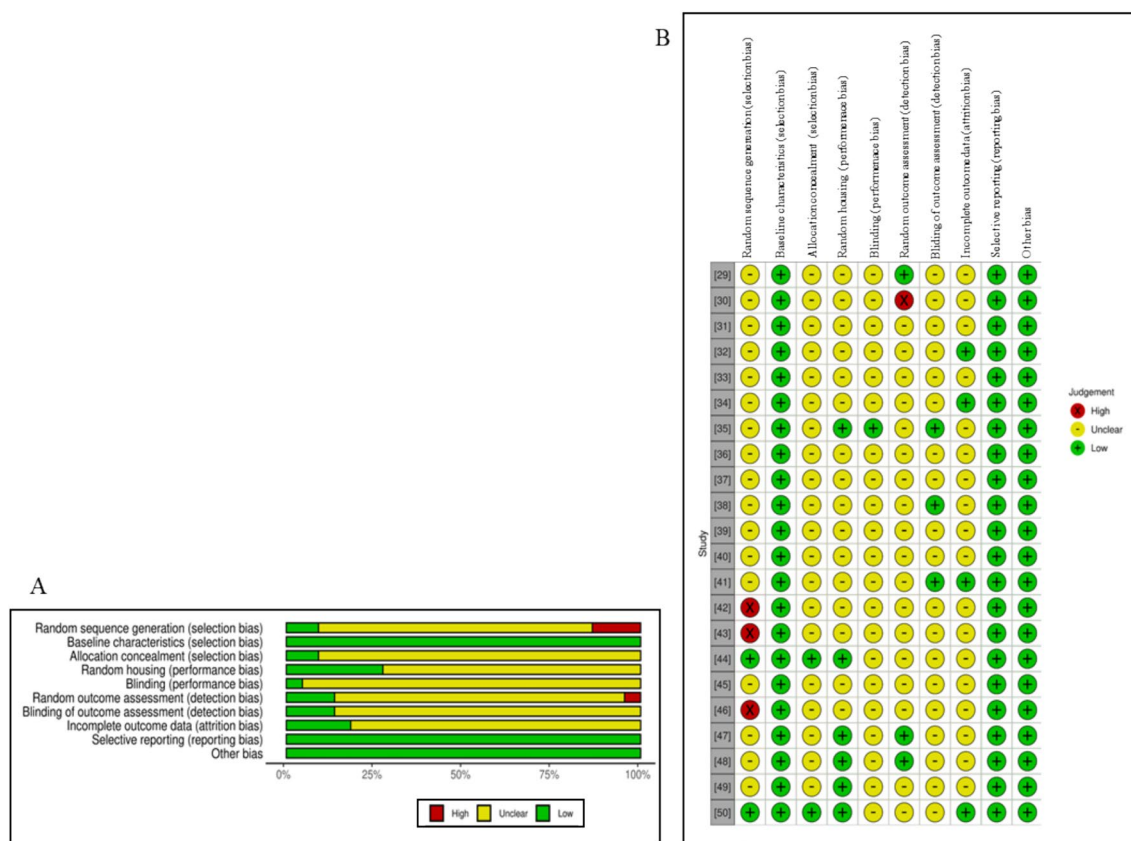 A
Random sequence generation (selection bias)
Baseline characteristics (selection bias)
Allocation concealment (selection bias)
Random housing (performance bias)
Blinding (performance bias)
Random outcome assessment (detection bias)
Blinding of outcome assessment (detection bias)
Incomplete outcome data (attrition bias)
Selective reporting (reporting bias)
Other bias
0% 25% 50% 75% 100%
High Unclear Low
B
Random sequence genereation (selection bias)
Baseline characteristics (selection bias)
Allocation concealment (selection bias)
Random housing (performenace bias)
Blinding (performenace bias)
Random outcome assessment (detection bias)
Bliding of outcome assessment (detection bias)
Incomplete outcome data (attrition bias)
Selective reporting (reporting bias)
Other bias
Study
[29] - + - - - + - - + +
[30] - + - - - X - - + +
[31] - + - - - - - - + +
[32] - + - - - - - + + +
[33] - + - - - - - - + +
[34] - + - - - - - + + +
[35] - + - + + - + - + +
[36] - + - - - - - - + +
[37] - + - - - - - - + +
[38] - + - - - - + - + +
[39] - + - - - - - - + +
[40] - + - - - - - - + +
[41] - + - - - - + + + +
[42] X + - - - - - - + +
[43] X + - - - - - - + +
[44] + + + + - - - - + +
[45] - + - - - - - - + +
[46] X + - - - - - - + +
[47] - + - + - + - - + +
[48] - + - + - + - - + +
[49] - + - + - - - - + +
[50] + + + + - - - + + +
Judgement
X High
- Unclear
+ Low